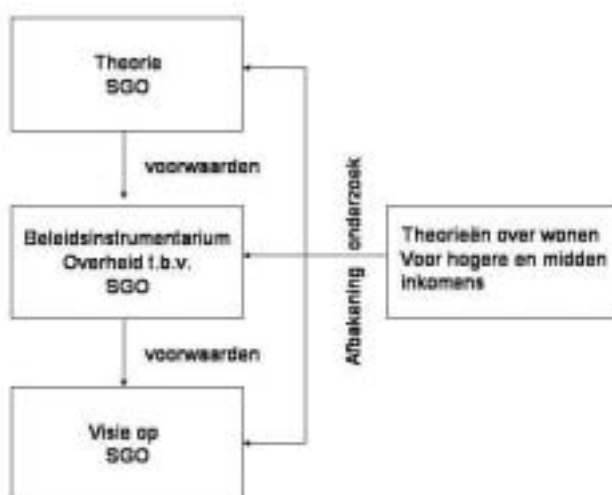 Theorie
SGO
voorwaarden
Beleidsinstrumentarium
Overheid t.b.v.
SGO
voorwaarden
Visie op
SGO
Afbakening onderzoek
Theorieën over wonen
Voor hogere en midden
inkomens